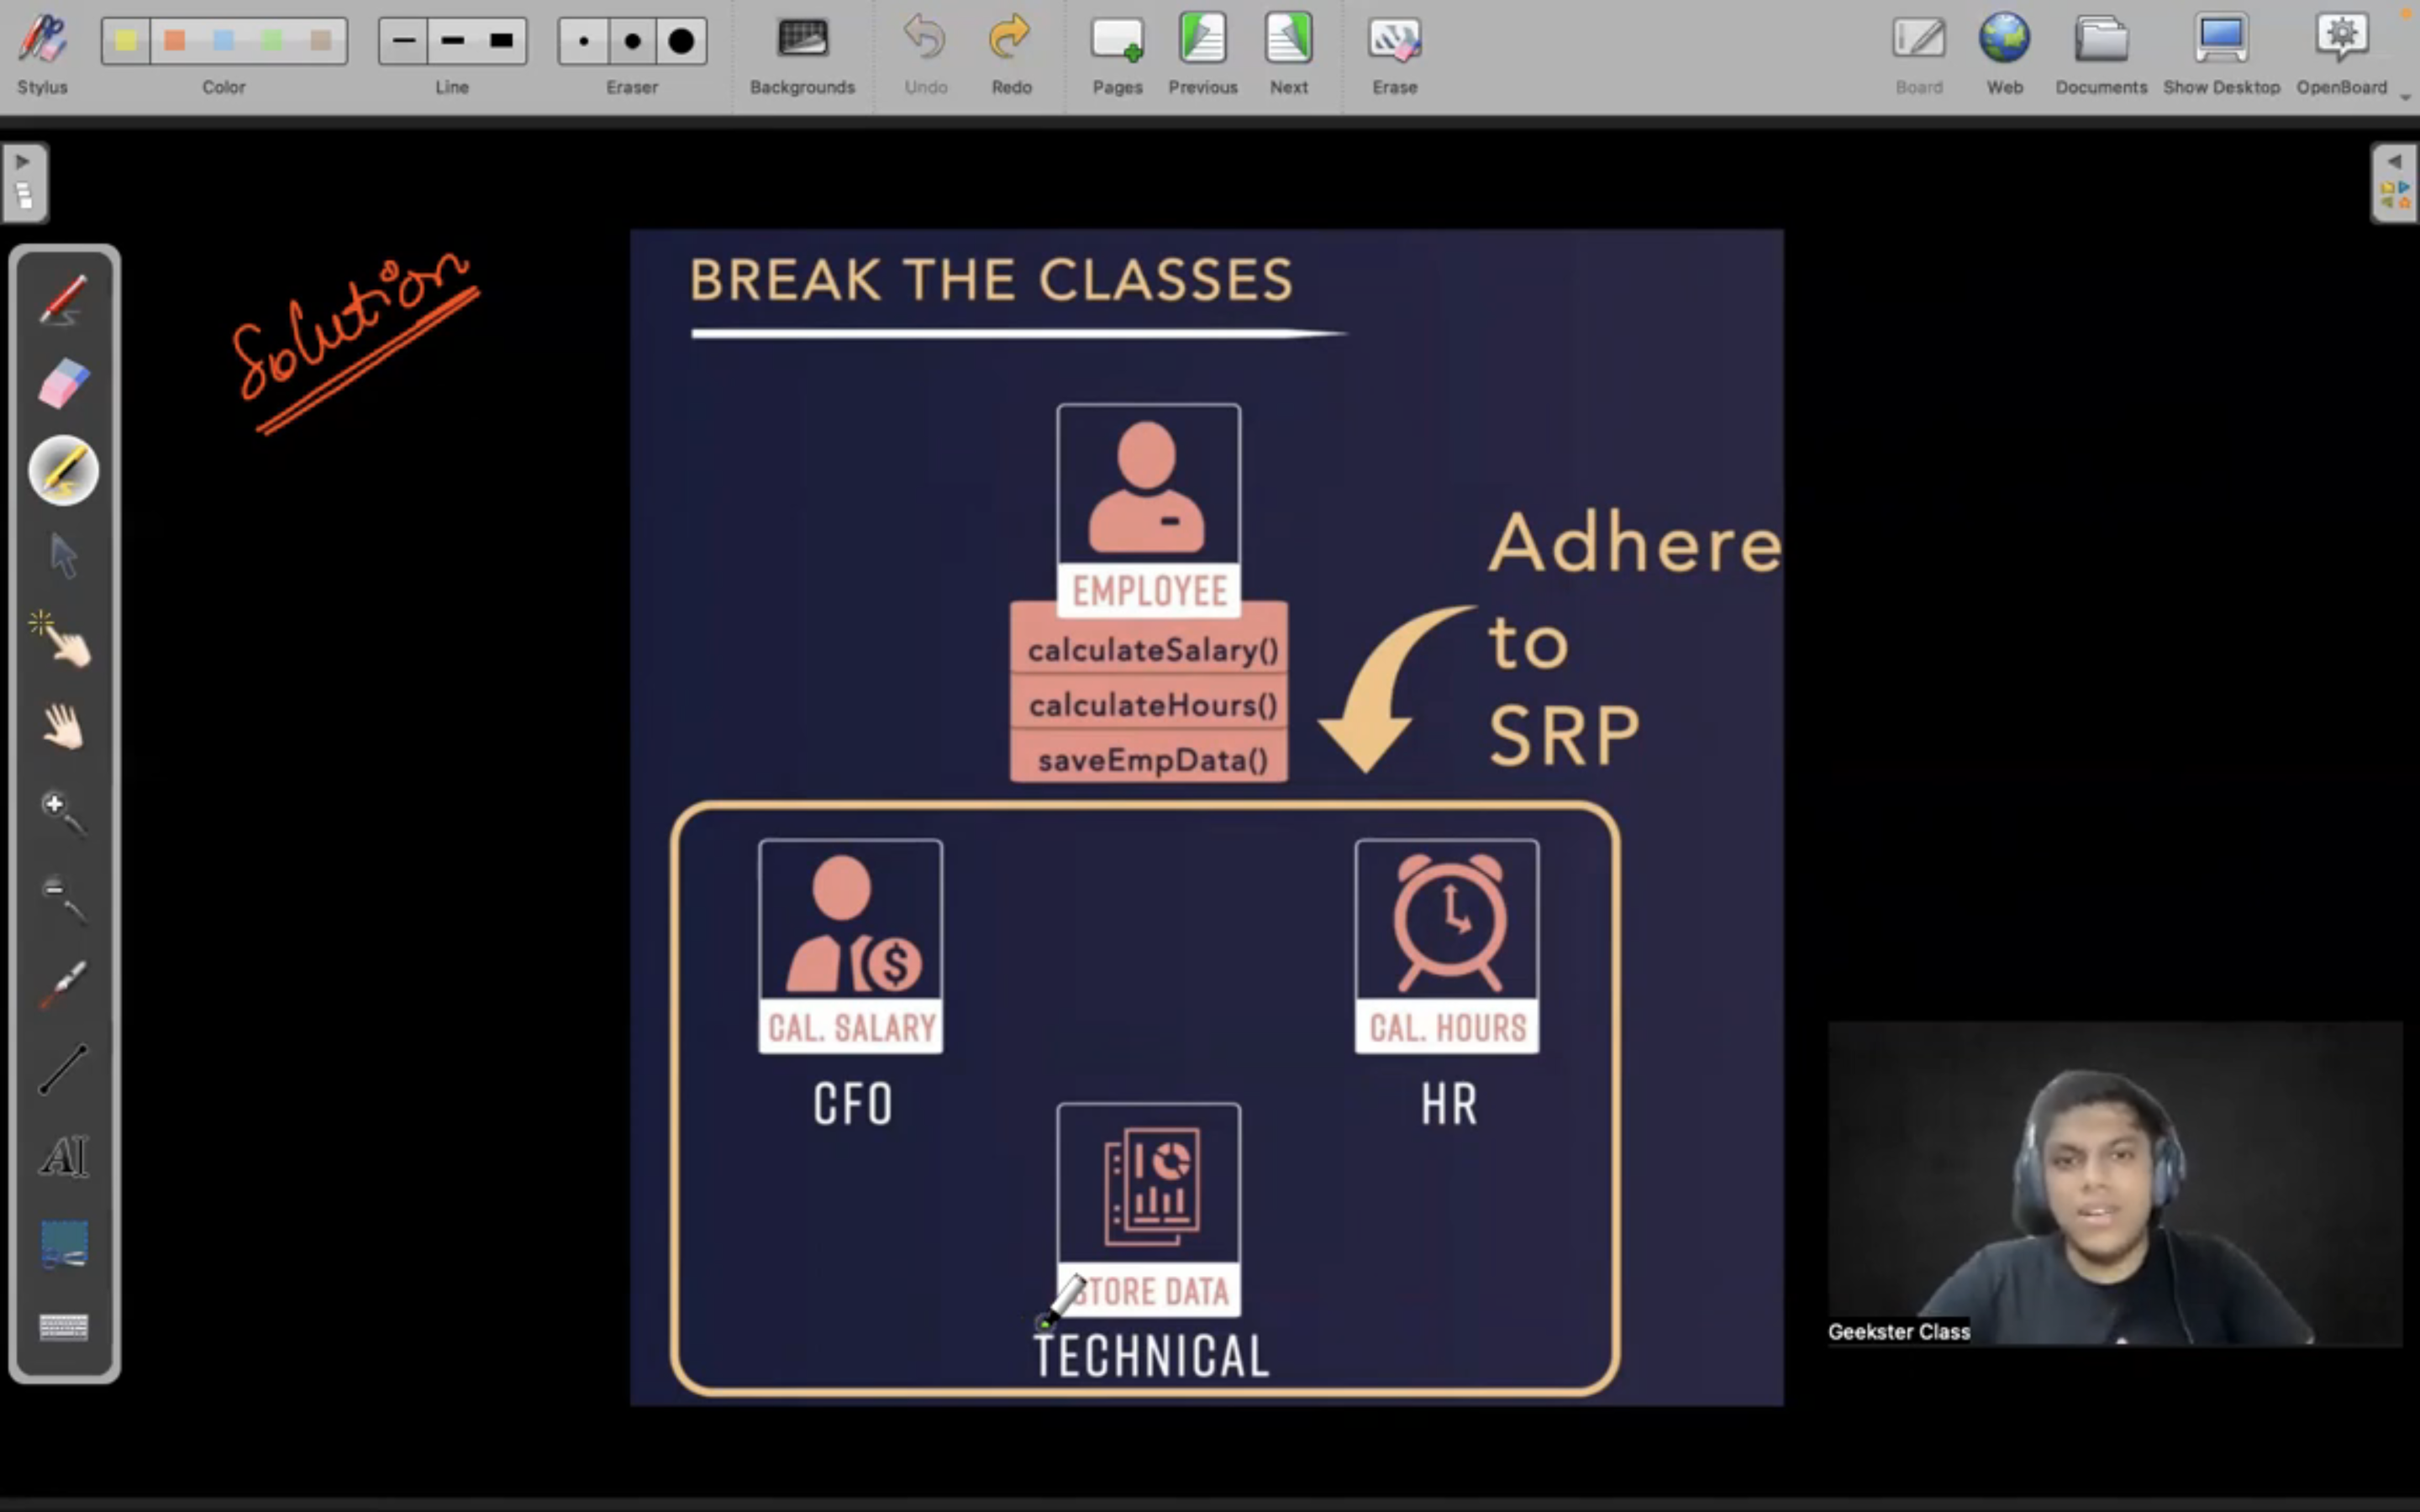 Stylus Color Line Eraser Backgrounds Undo Redo Pages Previous Next Erase Board Web Documents Show Desktop OpenBoard
Solution
BREAK THE CLASSES
EMPLOYEE
calculateSalary()
calculateHours()
saveEmpData()
Adhere
to
SRP
CAL. SALARY
CFO
CAL. HOURS
HR
STORE DATA
TECHNICAL
AI
Geekster Class